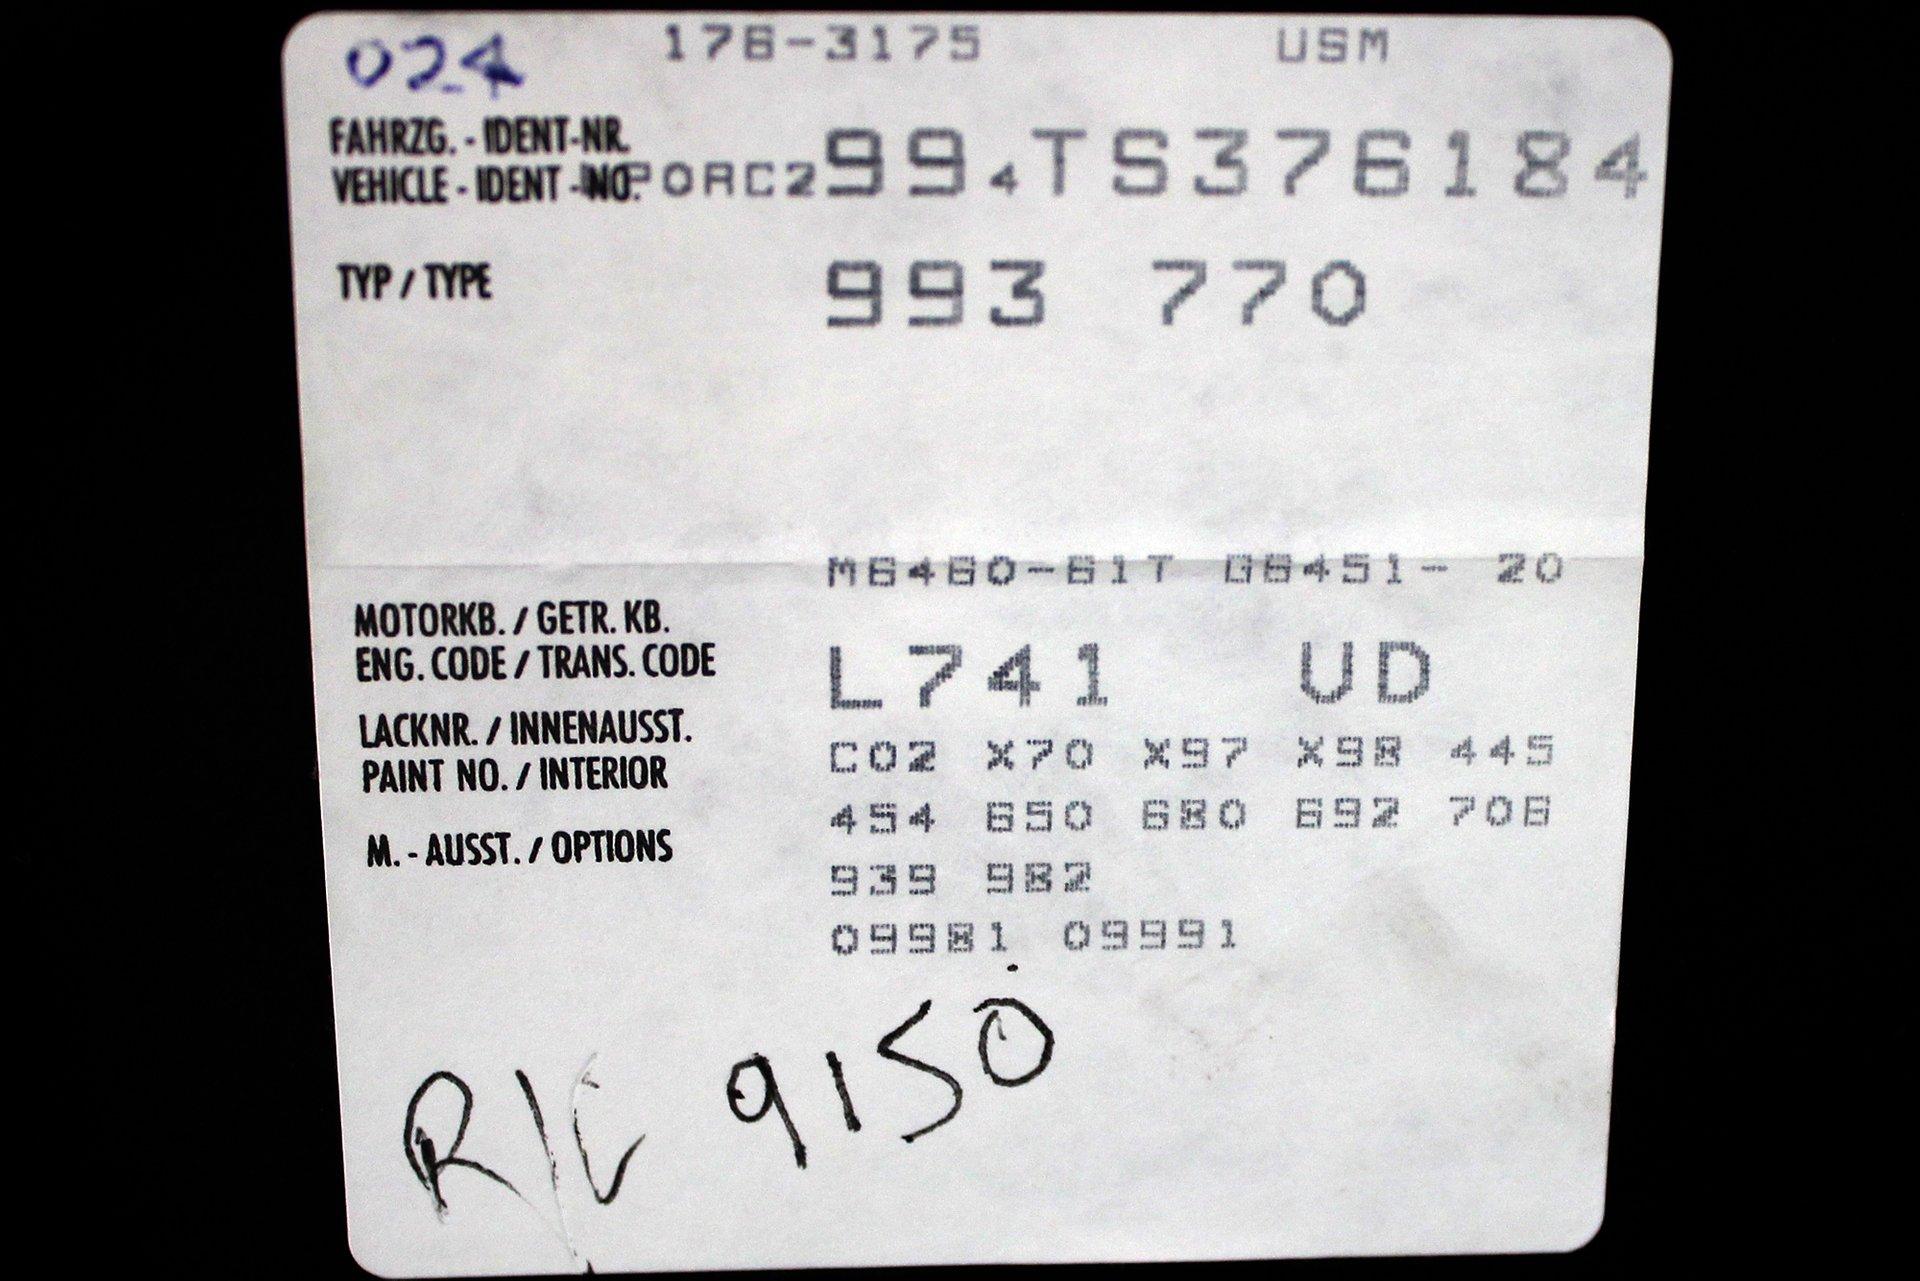 024 176-3175 USM
FAHRZG. - IDENT-NR.
VEHICLE - IDENT -NO. WP0AC2994TS376184
TYP / TYPE 993 770
M6460-61T G6451- 20
MOTORKB. / GETR. KB.
ENG. CODE / TRANS. CODE L741 UD
LACKNR. / INNENAUSST.
PAINT NO. / INTERIOR C02 X70 X97 X98 445
454 650 680 692 706
M. - AUSST. / OPTIONS 939 982
09981 09991
R/C 9150